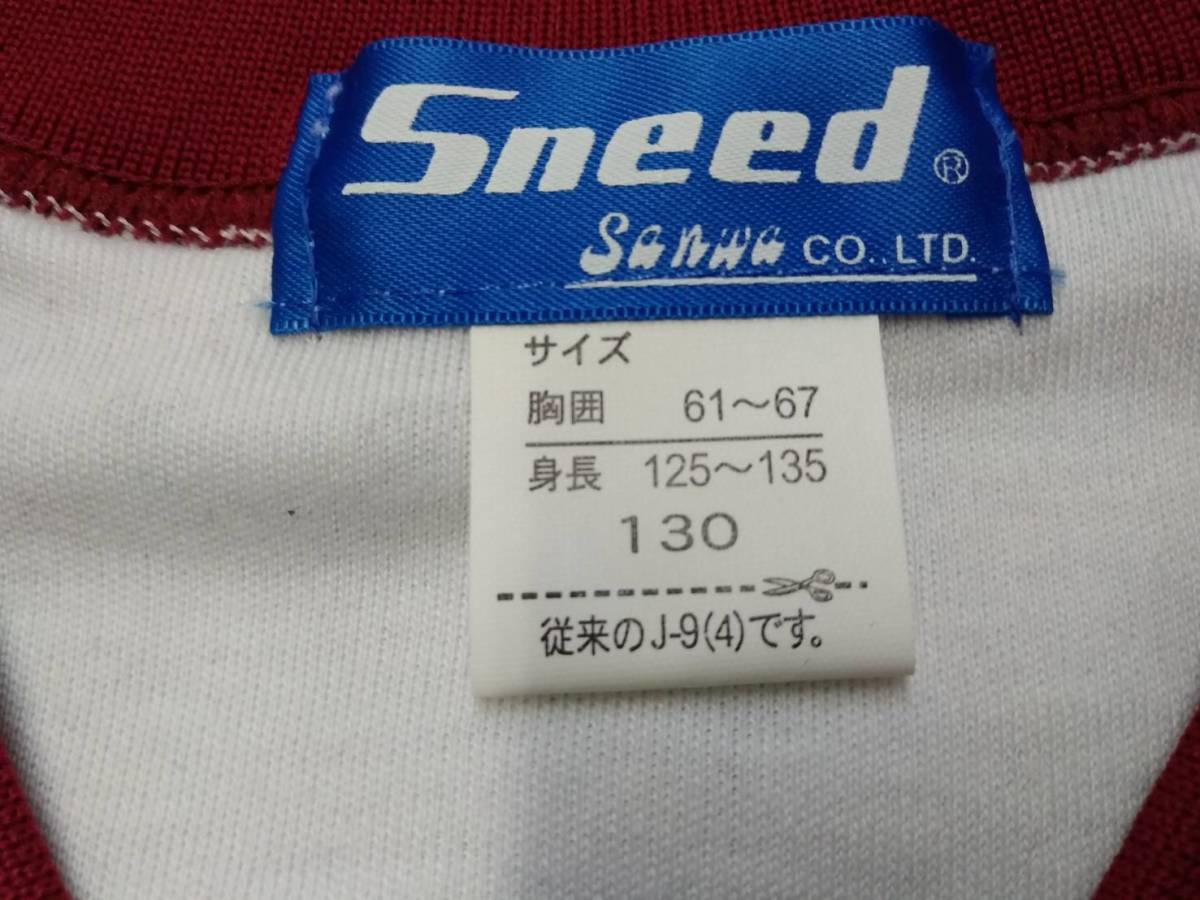 Sneed ®
Sanwa CO.,LTD.
サイズ
胸囲 61〜67
身長 125〜135
130
従来のJ-9(4)です。